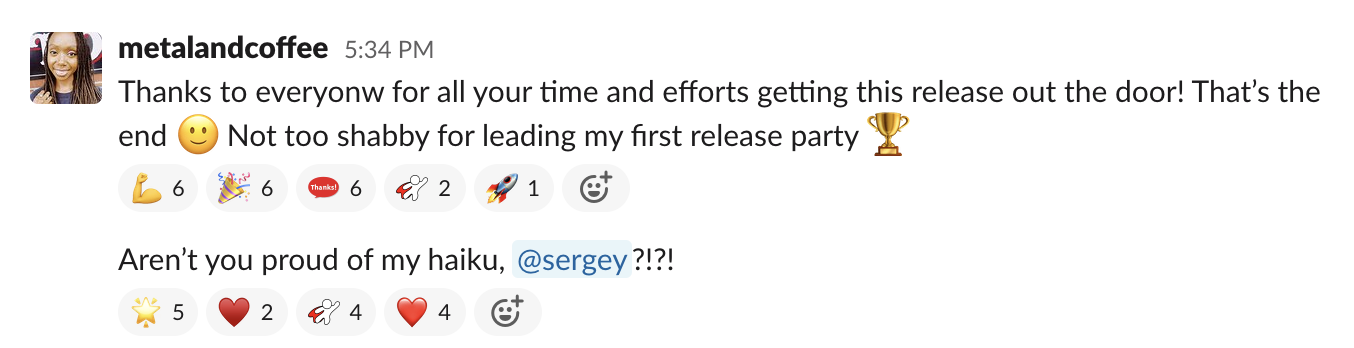 metalandcoffee 5:34 PM
Thanks to everyonw for all your time and efforts getting this release out the door! That’s the
end 🙂 Not too shabby for leading my first release party 🏆
💪 6 🎉 6 Thanks! 6 2 🚀 1
Aren’t you proud of my haiku, @sergey?!?!
🌟 5 ♥️ 2 4 ❤️ 4